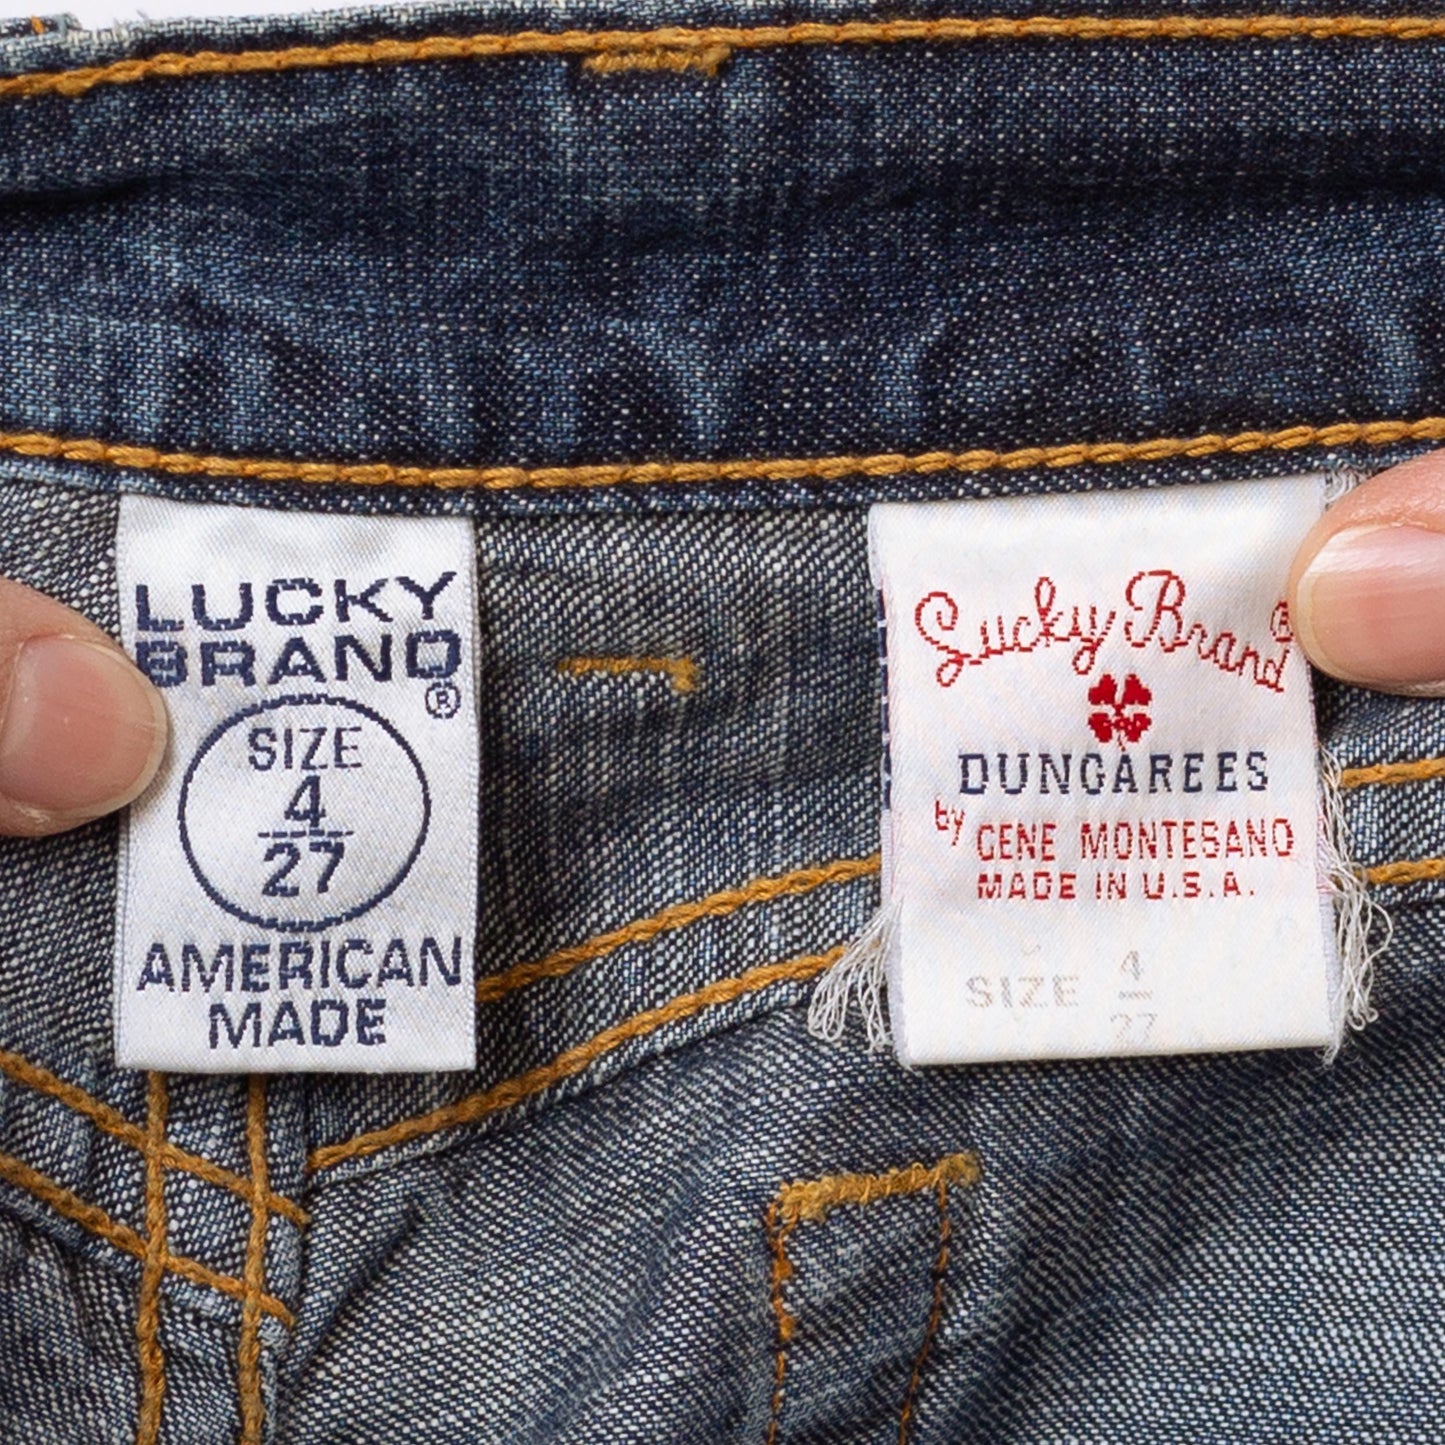 LUCKY
BRAND
®
SIZE
4
27
AMERICAN
MADE
Lucky Brand®
DUNGAREES
by GENE MONTESANO
MADE IN U.S.A.
SIZE 4
27